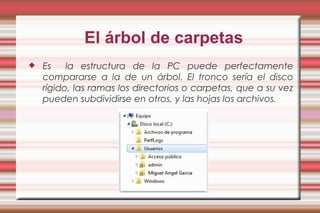 El árbol de carpetas
Es la estructura de la PC puede perfectamente
compararse a la de un árbol. El tronco sería el disco
rígido, las ramas los directorios o carpetas, que a su vez
pueden subdividirse en otros, y las hojas los archivos.
Equipo
Disco local (C:)
Archivos de programa
PerfLogs
Usuarios
Acceso público
admin
Miguel Angel Garcia
Windows